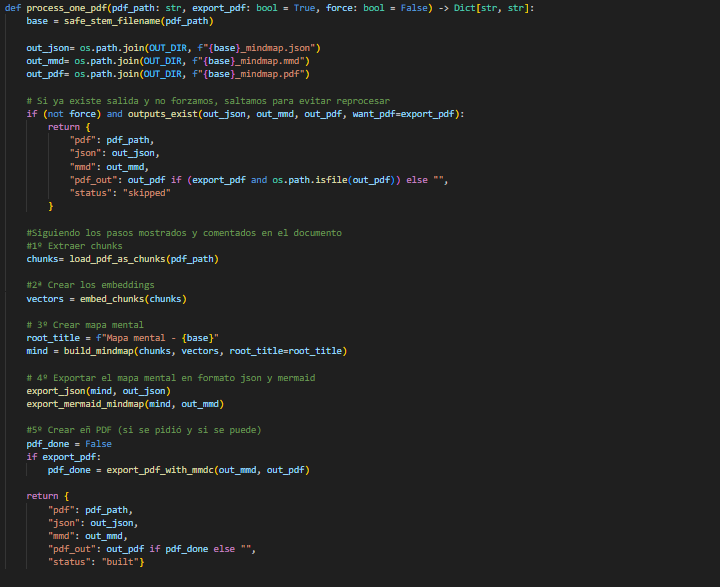 def process_one_pdf(pdf_path: str, export_pdf: bool = True, force: bool = False) -> Dict[str, str]:
    base = safe_stem_filename(pdf_path)

    out_json= os.path.join(OUT_DIR, f"{base}_mindmap.json")
    out_mmd= os.path.join(OUT_DIR, f"{base}_mindmap.mmd")
    out_pdf= os.path.join(OUT_DIR, f"{base}_mindmap.pdf")

    # Si ya existe salida y no forzamos, saltamos para evitar reprocesar
    if (not force) and outputs_exist(out_json, out_mmd, out_pdf, want_pdf=export_pdf):
        return {
            "pdf": pdf_path,
            "json": out_json,
            "mmd": out_mmd,
            "pdf_out": out_pdf if (export_pdf and os.path.isfile(out_pdf)) else "",
            "status": "skipped"
        }

    #Siguiendo los pasos mostrados y comentados en el documento
    #1º Extraer chunks
    chunks= load_pdf_as_chunks(pdf_path)

    #2º Crear los embeddings
    vectors = embed_chunks(chunks)

    # 3º Crear mapa mental
    root_title = f"Mapa mental - {base}"
    mind = build_mindmap(chunks, vectors, root_title=root_title)

    # 4º Exportar el mapa mental en formato json y mermaid
    export_json(mind, out_json)
    export_mermaid_mindmap(mind, out_mmd)

    #5º Crear eñ PDF (si se pidió y si se puede)
    pdf_done = False
    if export_pdf:
        pdf_done = export_pdf_with_mmdc(out_mmd, out_pdf)

    return {
        "pdf": pdf_path,
        "json": out_json,
        "mmd": out_mmd,
        "pdf_out": out_pdf if pdf_done else "",
        "status": "built"}